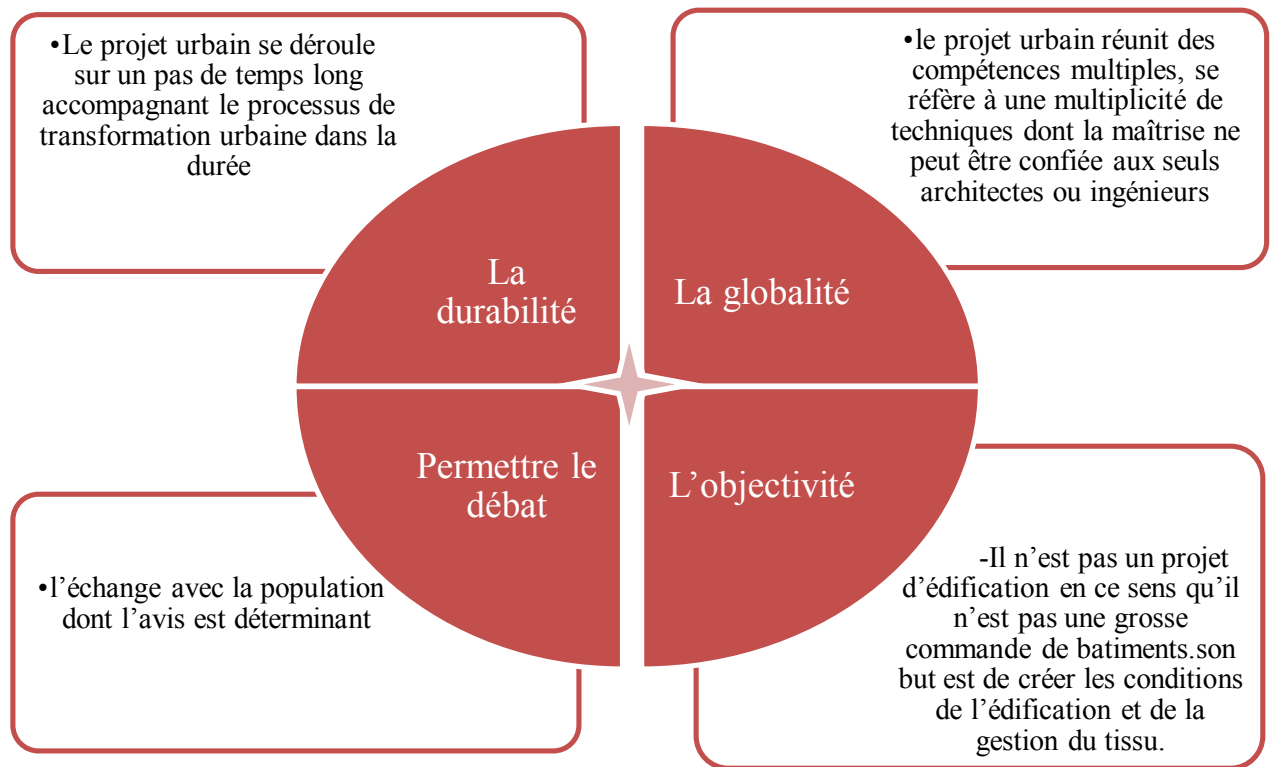 •Le projet urbain se déroule
sur un pas de temps long
accompagnant le processus de
transformation urbaine dans la
durée
•le projet urbain réunit des
compétences multiples, se
réfère à une multiplicité de
techniques dont la maîtrise ne
peut être confiée aux seuls
architectes ou ingénieurs
La
durabilité
La globalité
Permettre le
débat
L’objectivité
•l’échange avec la population
dont l’avis est déterminant
-Il n’est pas un projet
d’édification en ce sens qu’il
n’est pas une grosse
commande de batiments.son
but est de créer les conditions
de l’édification et de la
gestion du tissu.